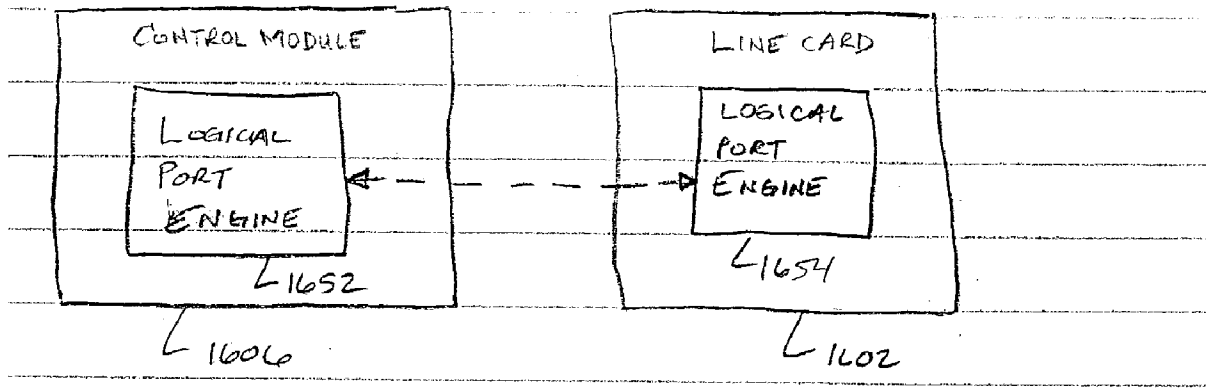 CONTROL MODULE
LOGICAL
PORT
ENGINE
1652
1606
LINE CARD
LOGICAL
PORT
ENGINE
1654
1602